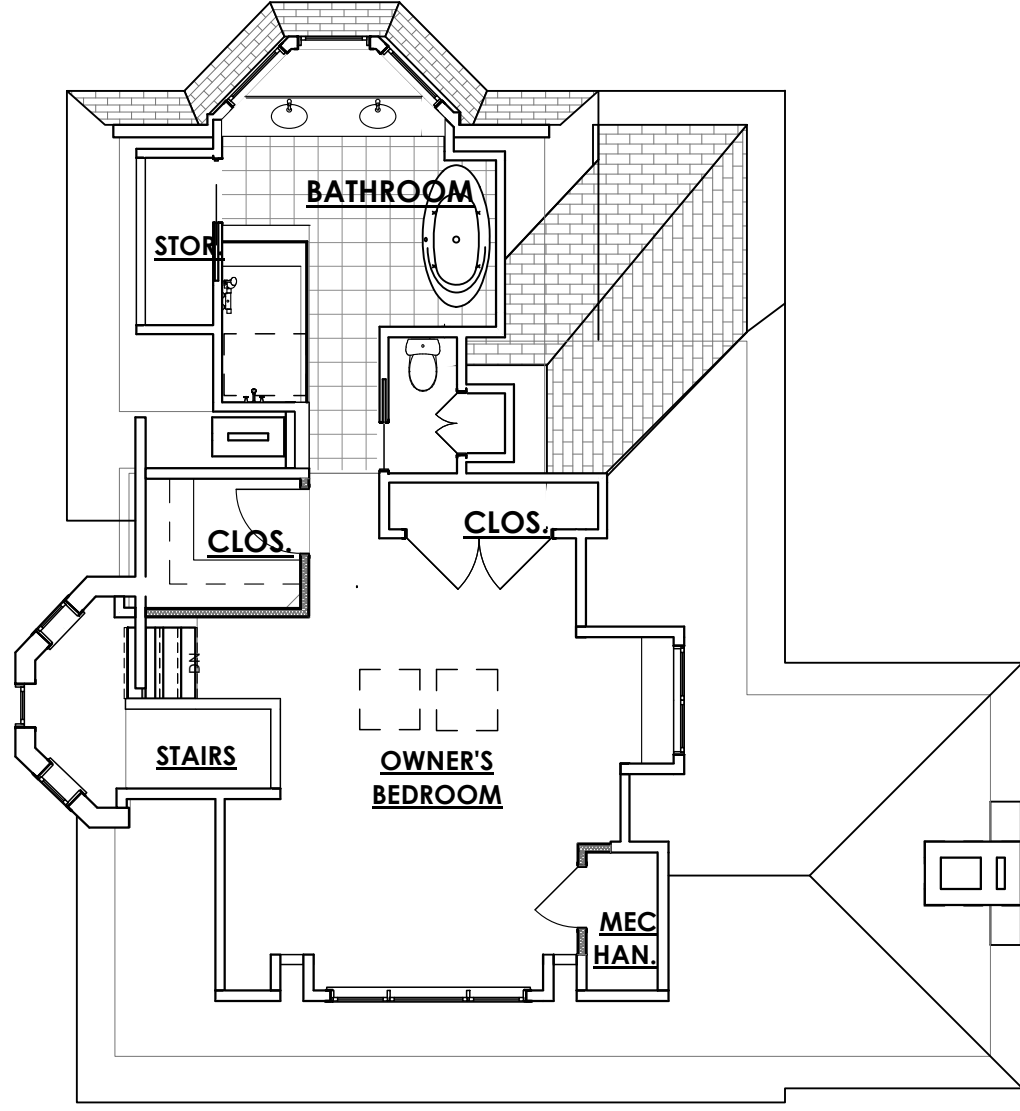 BATHROOM
STOR.
CLOS.
CLOS.
DN
STAIRS
OWNER'S
BEDROOM
MEC
HAN.